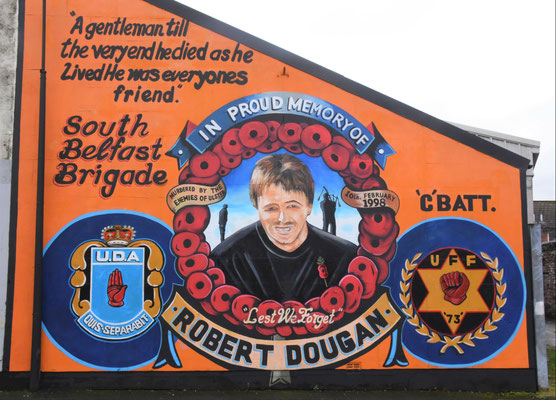 "A gentleman till
the very end he died as he
Lived He was everyones
friend."
South
Belfast
Brigade
IN PROUD MEMORY OF
MURDERED BY THE
ENEMIES OF ULSTER
10TH. FEBRUARY
1998
'C' BATT.
U.D.A
QUIS-SEPARABIT
UFF
'73'
"Lest We Forget"
ROBERT DOUGAN